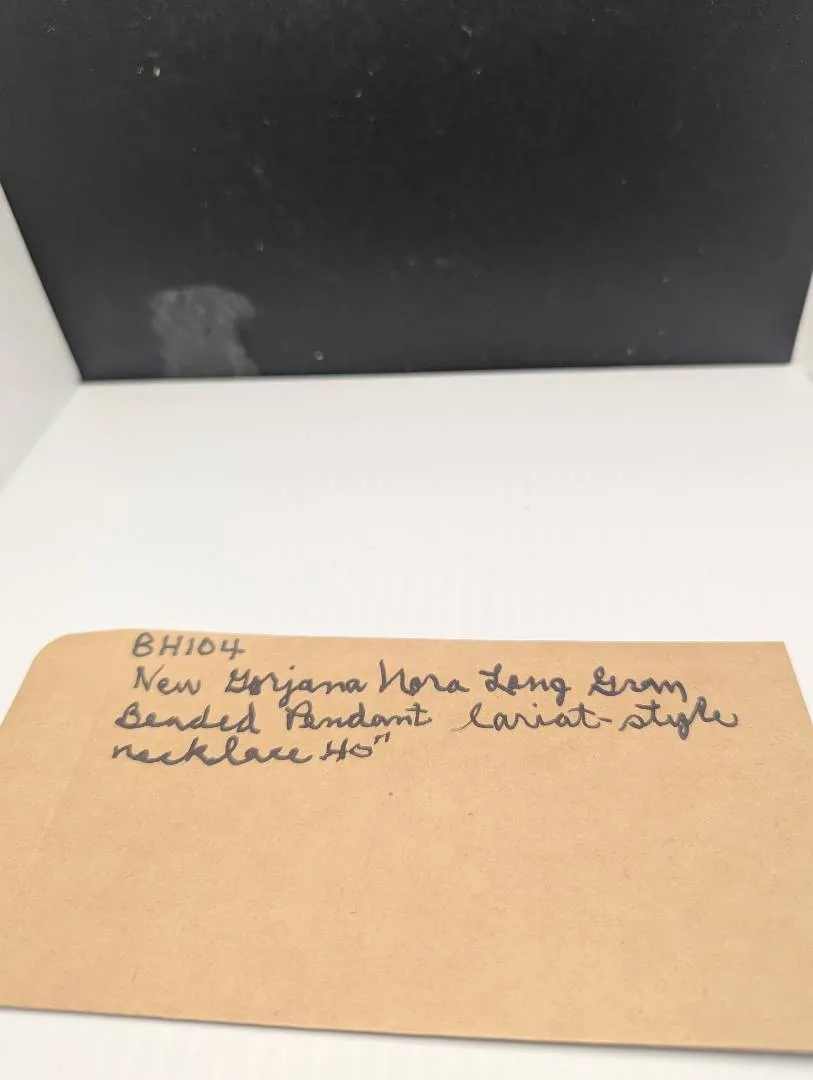 BH104
New Gorjana Nora Long Gram
Beaded Pendant lariat-style
necklace 40"